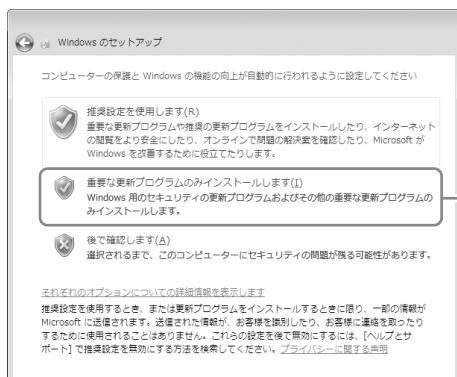 Windows のセットアップ
コンピューターの保護と Windows の機能の向上が自動的に行われるように設定してください
推奨設定を使用します(R)
重要な更新プログラムや推奨の更新プログラムをインストールしたり、インターネット
の閲覧をより安全にしたり、オンラインで問題の解決案を確認したり、Microsoft が
Windows を改善するために役立てたりします。
重要な更新プログラムのみインストールします(I)
Windows 用のセキュリティの更新プログラムおよびその他の重要な更新プログラムの
みインストールします。
後で確認します(A)
選択されるまで、このコンピューターにセキュリティの問題が残る可能性があります。
それぞれのオプションについての詳細情報を表示します
推奨設定を使用するとき、または更新プログラムをインストールするときに限り、一部の情報が
Microsoft に送信されます。送信された情報が、お客様を識別したり、お客様に連絡を取ったり
するために使用されることはありません。これらの設定を後で無効にするには、[ヘルプとサ
ポート] で推奨設定を無効にする方法を検索してください。プライバシーに関する声明